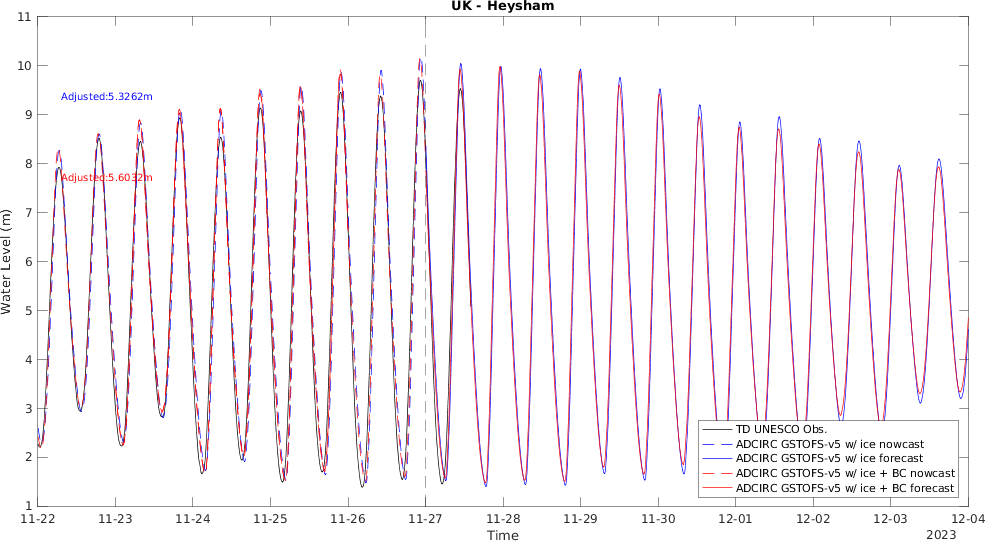 UK - Heysham
11
10
9
8
7
6
5
4
3
2
1
Water Level (m)
Adjusted:5.3262m
Adjusted:5.6032m
TD UNESCO Obs.
ADCIRC GSTOFS-v5 w/ ice nowcast
ADCIRC GSTOFS-v5 w/ ice forecast
ADCIRC GSTOFS-v5 w/ ice + BC nowcast
ADCIRC GSTOFS-v5 w/ ice + BC forecast
11-22 11-23 11-24 11-25 11-26 11-27 11-28 11-29 11-30 12-01 12-02 12-03 12-04
Time
2023